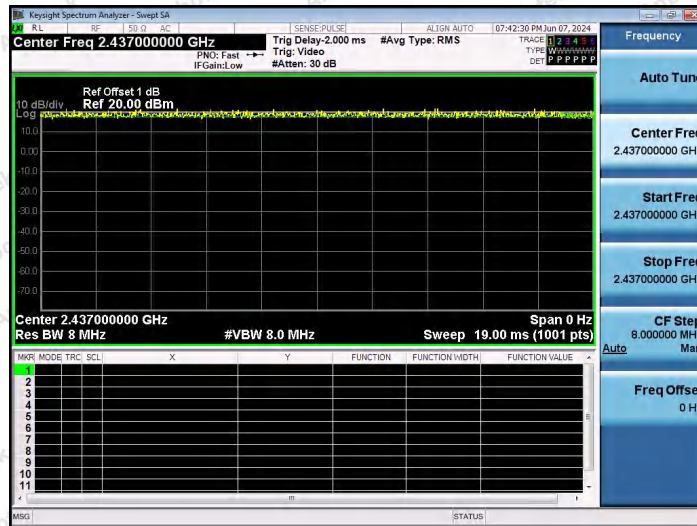 Keysight Spectrum Analyzer - Swept SA
RL RF 50 Ω AC SENSE:PULSE ALIGN AUTO 07:42:30 PM Jun 07, 2024
Center Freq 2.437000000 GHz
PNO: Fast
IFGain:Low
Trig Delay-2.000 ms
Trig: Video
#Atten: 30 dB
#Avg Type: RMS
TRACE 1 2 3 4 5 6
TYPE W
DET P P P P P P
Ref Offset 1 dB
10 dB/div Ref 20.00 dBm
Log
10.0
0.00
-10.0
-20.0
-30.0
-40.0
-50.0
-60.0
-70.0
Center 2.437000000 GHz Span 0 Hz
Res BW 8 MHz #VBW 8.0 MHz Sweep 19.00 ms (1001 pts)
MKR MODE TRC SCL X Y FUNCTION FUNCTION WIDTH FUNCTION VALUE
1
2
3
4
5
6
7
8
9
10
11
MSG STATUS
Frequency
Auto Tun
Center Fre
2.437000000 GH
Start Fre
2.437000000 GH
Stop Fre
2.437000000 GH
CF Step
8.000000 MH
Auto Ma
Freq Offse
0 H